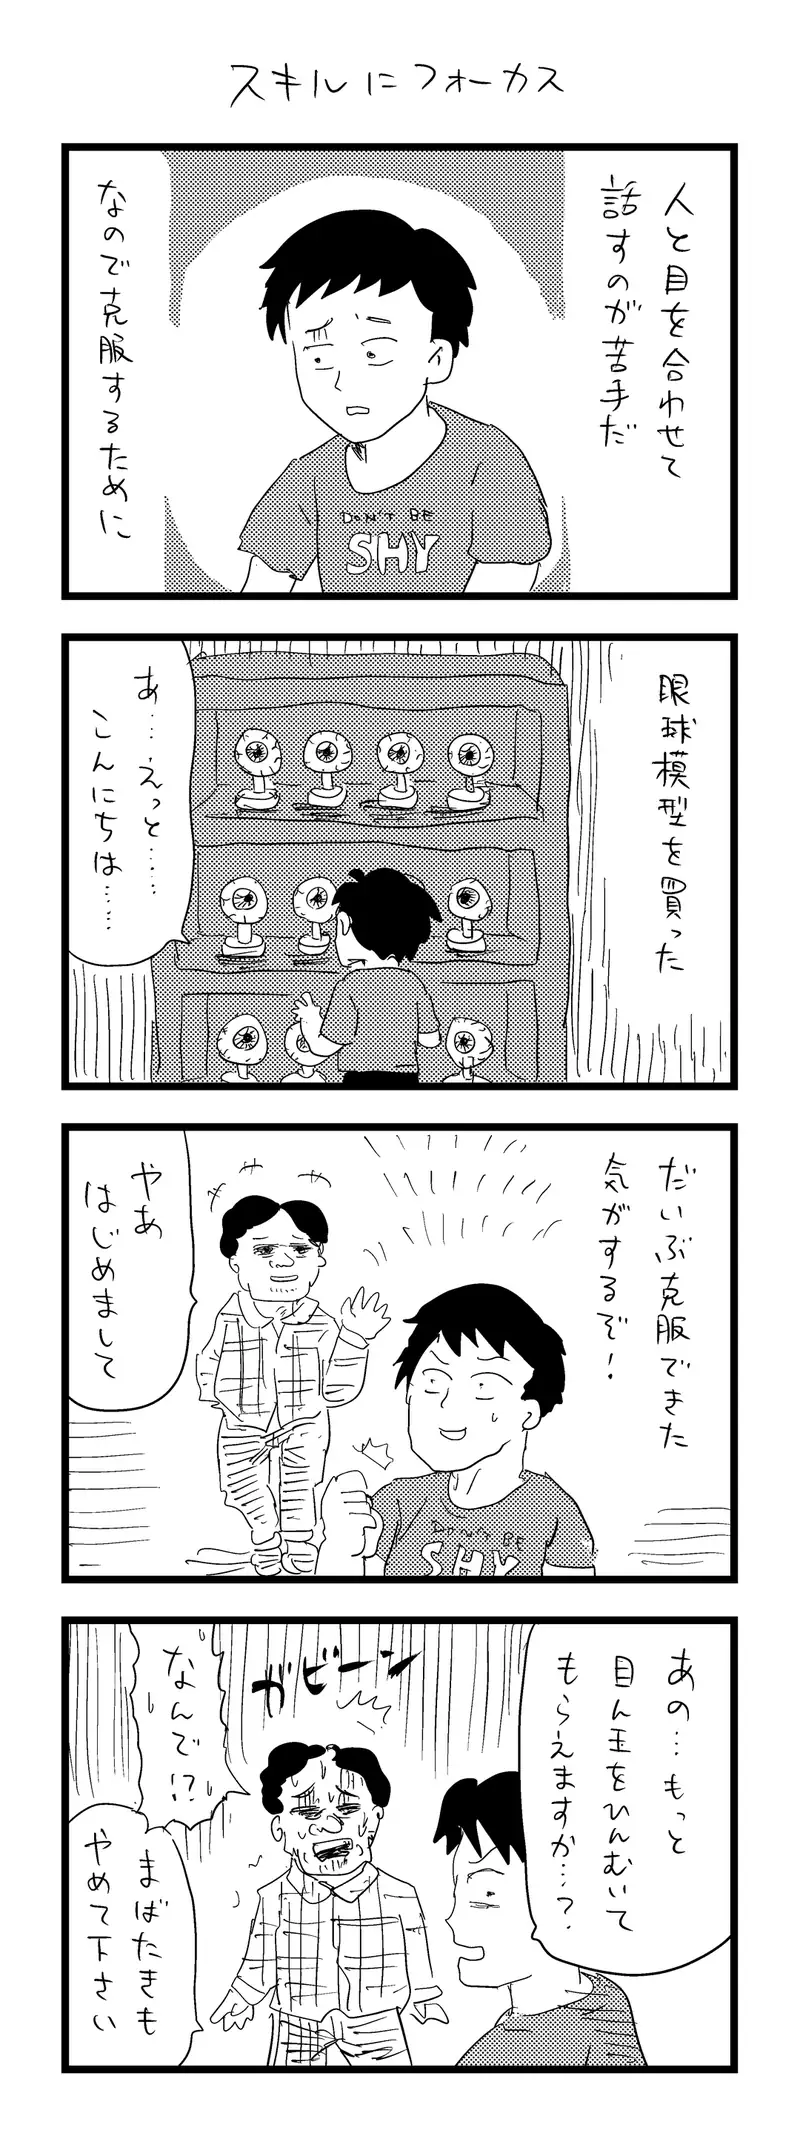 スキルにフォーカス
人と目を合わせて
話すのが苦手だ
なので克服するために
DON'T BE
SHY
眼球模型を買った
あ…えっと……
こんにちは……
だいぶ克服できた
気がするぞ!
やあ
はじめまして
DON'T BE
SHY
あの…もっと
目ん玉をひんむいて
もらえますか…?
ガビーン
なんで!?
まばたきも
やめて下さい